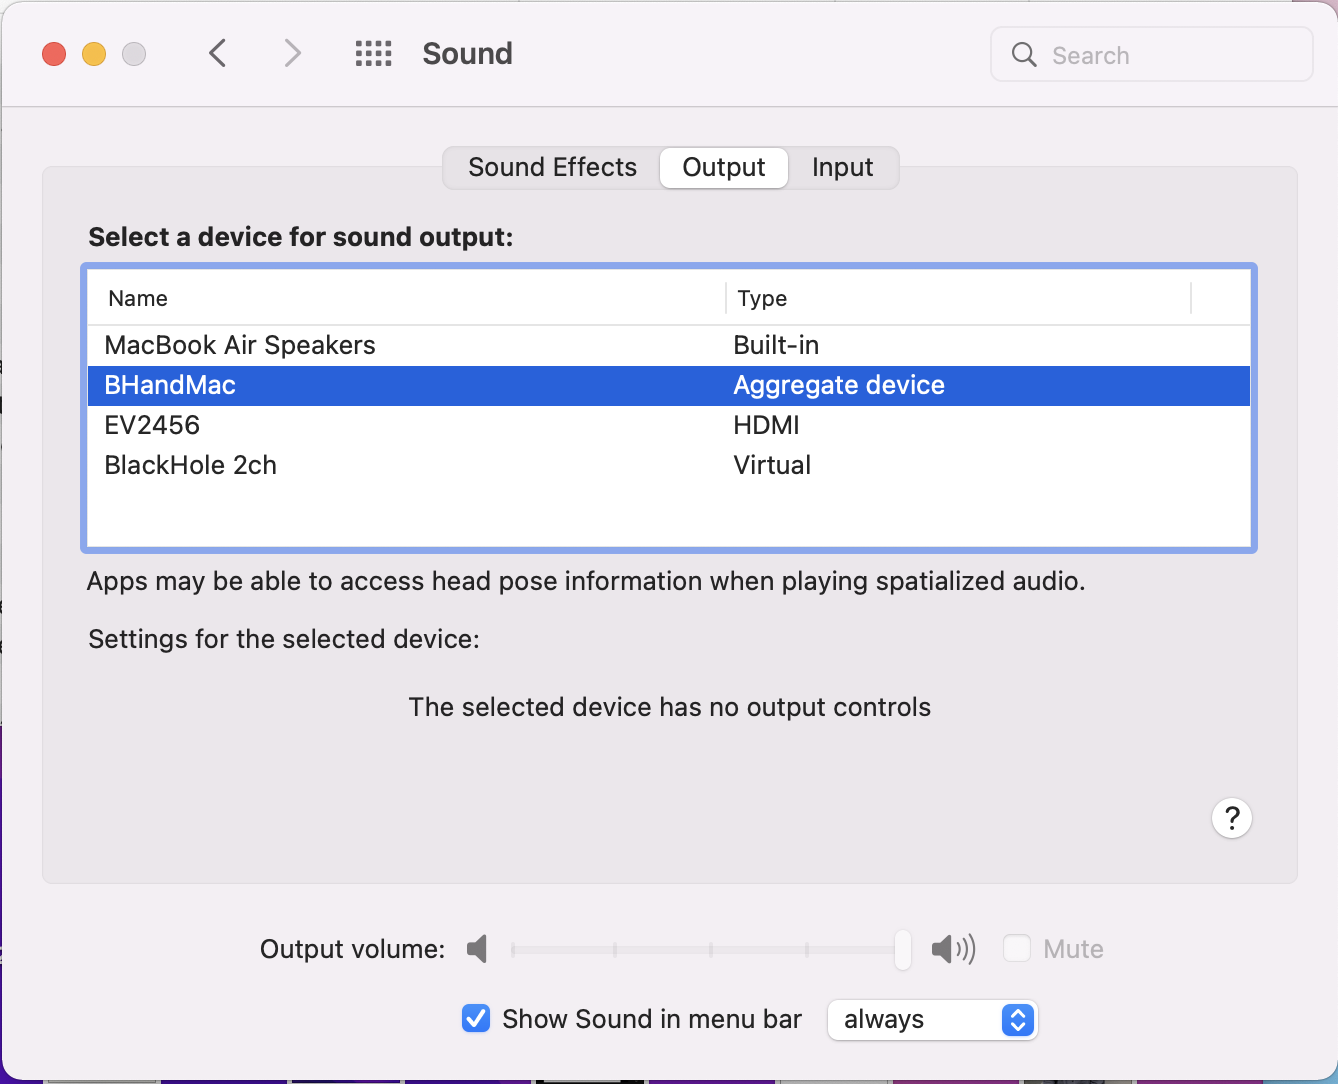 Sound
Search
Sound Effects Output Input
Select a device for sound output:
Name Type
MacBook Air Speakers Built-in
BHandMac Aggregate device
EV2456 HDMI
BlackHole 2ch Virtual
Apps may be able to access head pose information when playing spatialized audio.
Settings for the selected device:
The selected device has no output controls
?
Output volume: Mute
Show Sound in menu bar always